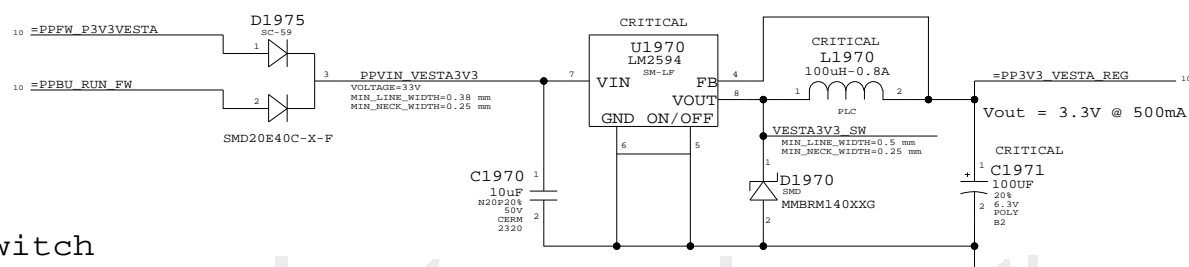 D1975
SC-59
CRITICAL
CRITICAL
10 =PPFW_P3V3VESTA
1
U1970
LM2594
SM-LF
L1970
100uH-0.8A
3 PPVIN_VESTA3V3
VOLTAGE=33V
MIN_LINE_WIDTH=0.38 mm
MIN_NECK_WIDTH=0.25 mm
7 VIN
FB 4
=PP3V3_VESTA_REG 10
10 =PPBU_RUN_FW
2
VOUT 8
1 2
PLC
Vout = 3.3V @ 500mA
SMD20E40C-X-F
GND ON/OFF
6 5
VESTA3V3_SW
MIN_LINE_WIDTH=0.5 mm
MIN_NECK_WIDTH=0.25 mm
CRITICAL
C1970 1
10uF
N20P20%
50V
CERM
2320
2
1
D1970
SMD
MMBRM140XXG
2
+ 1
C1971
100UF
20%
6.3V
POLY
B2
2
witch